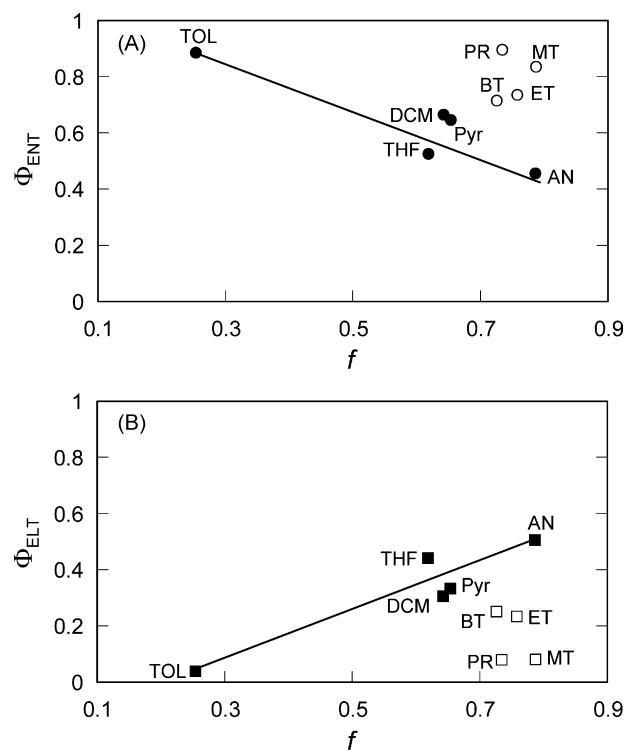 (A)
TOL
PR
MT
BT
ET
DCM
Pyr
THF
AN
1
0.8
0.6
0.4
0.2
0
Φ_ENT
0.1 0.3 0.5 0.7 0.9
f
(B)
AN
THF
Pyr
DCM
BT
ET
PR
MT
TOL
1
0.8
0.6
0.4
0.2
0
Φ_ELT
0.1 0.3 0.5 0.7 0.9
f